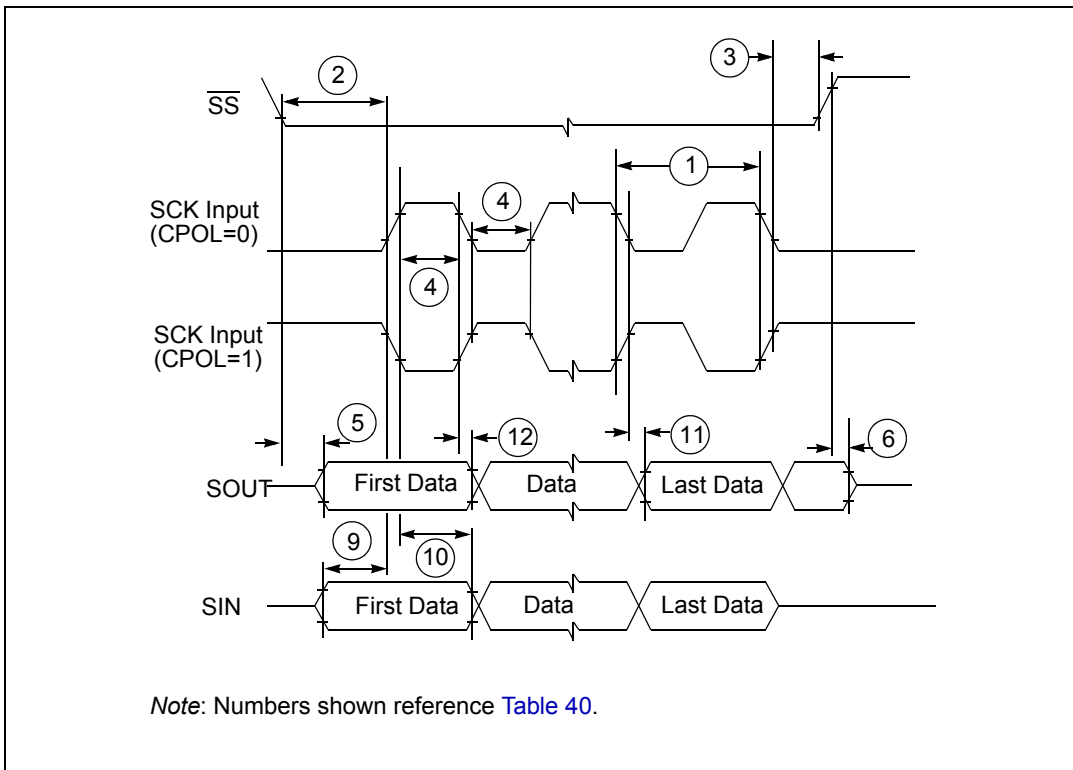 3
2
SS
1
SCK Input
(CPOL=0)
4
4
SCK Input
(CPOL=1)
5
12
11
6
SOUT
First Data
Data
Last Data
9
10
SIN
First Data
Data
Last Data
Note: Numbers shown reference Table 40.